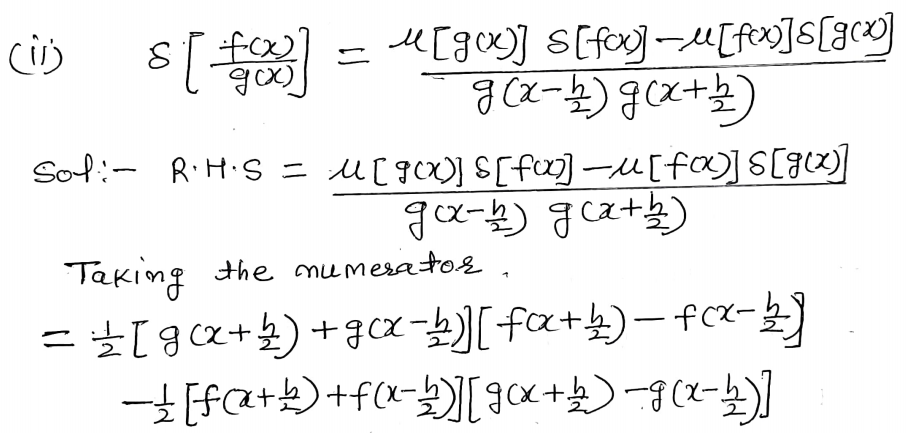 (ii) δ[f(x)/g(x)] = μ[g(x)] δ[f(x)] − μ[f(x)] δ[g(x)] / g(x−h/2) g(x+h/2)
Sol:- R.H.S = μ[g(x)] δ[f(x)] − μ[f(x)] δ[g(x)] / g(x−h/2) g(x+h/2)
Taking the numerator,
= 1/2 [g(x+h/2) + g(x−h/2)][f(x+h/2) − f(x−h/2)]
− 1/2 [f(x+h/2) + f(x−h/2)][g(x+h/2) − g(x−h/2)]